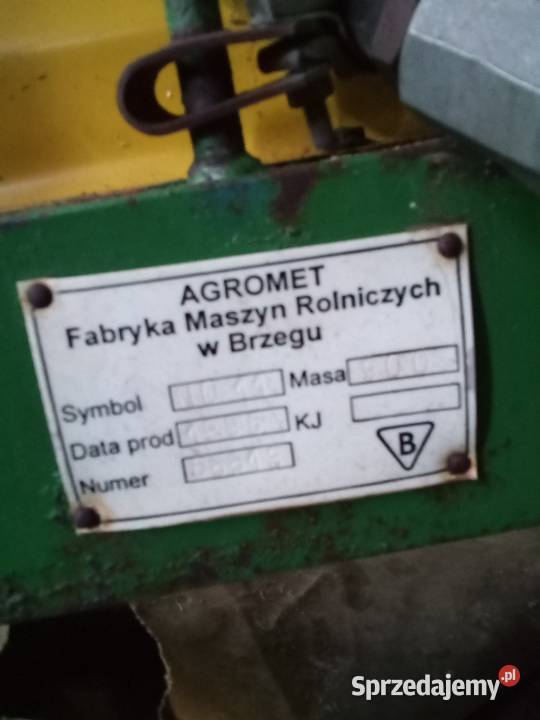 AGROMET
Fabryka Maszyn Rolniczych
w Brzegu
Symbol Masa
Data prod KJ
Numer
B
Sprzedajemy.pl